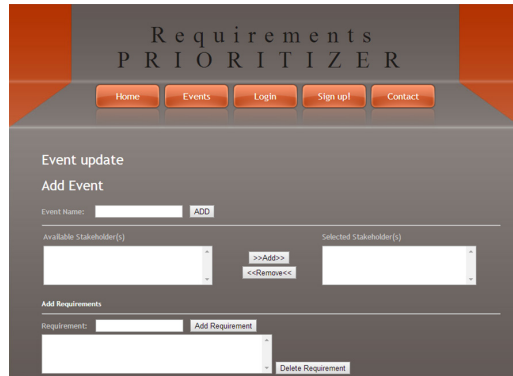 Requirements
PRIORITIZER
Home Events Login Sign up! Contact
Event update
Add Event
Event Name: ADD
Available Stakeholder(s) Selected Stakeholder(s)
>>Add>>
<<Remove<<
Add Requirements
Requirement: Add Requirement
Delete Requirement